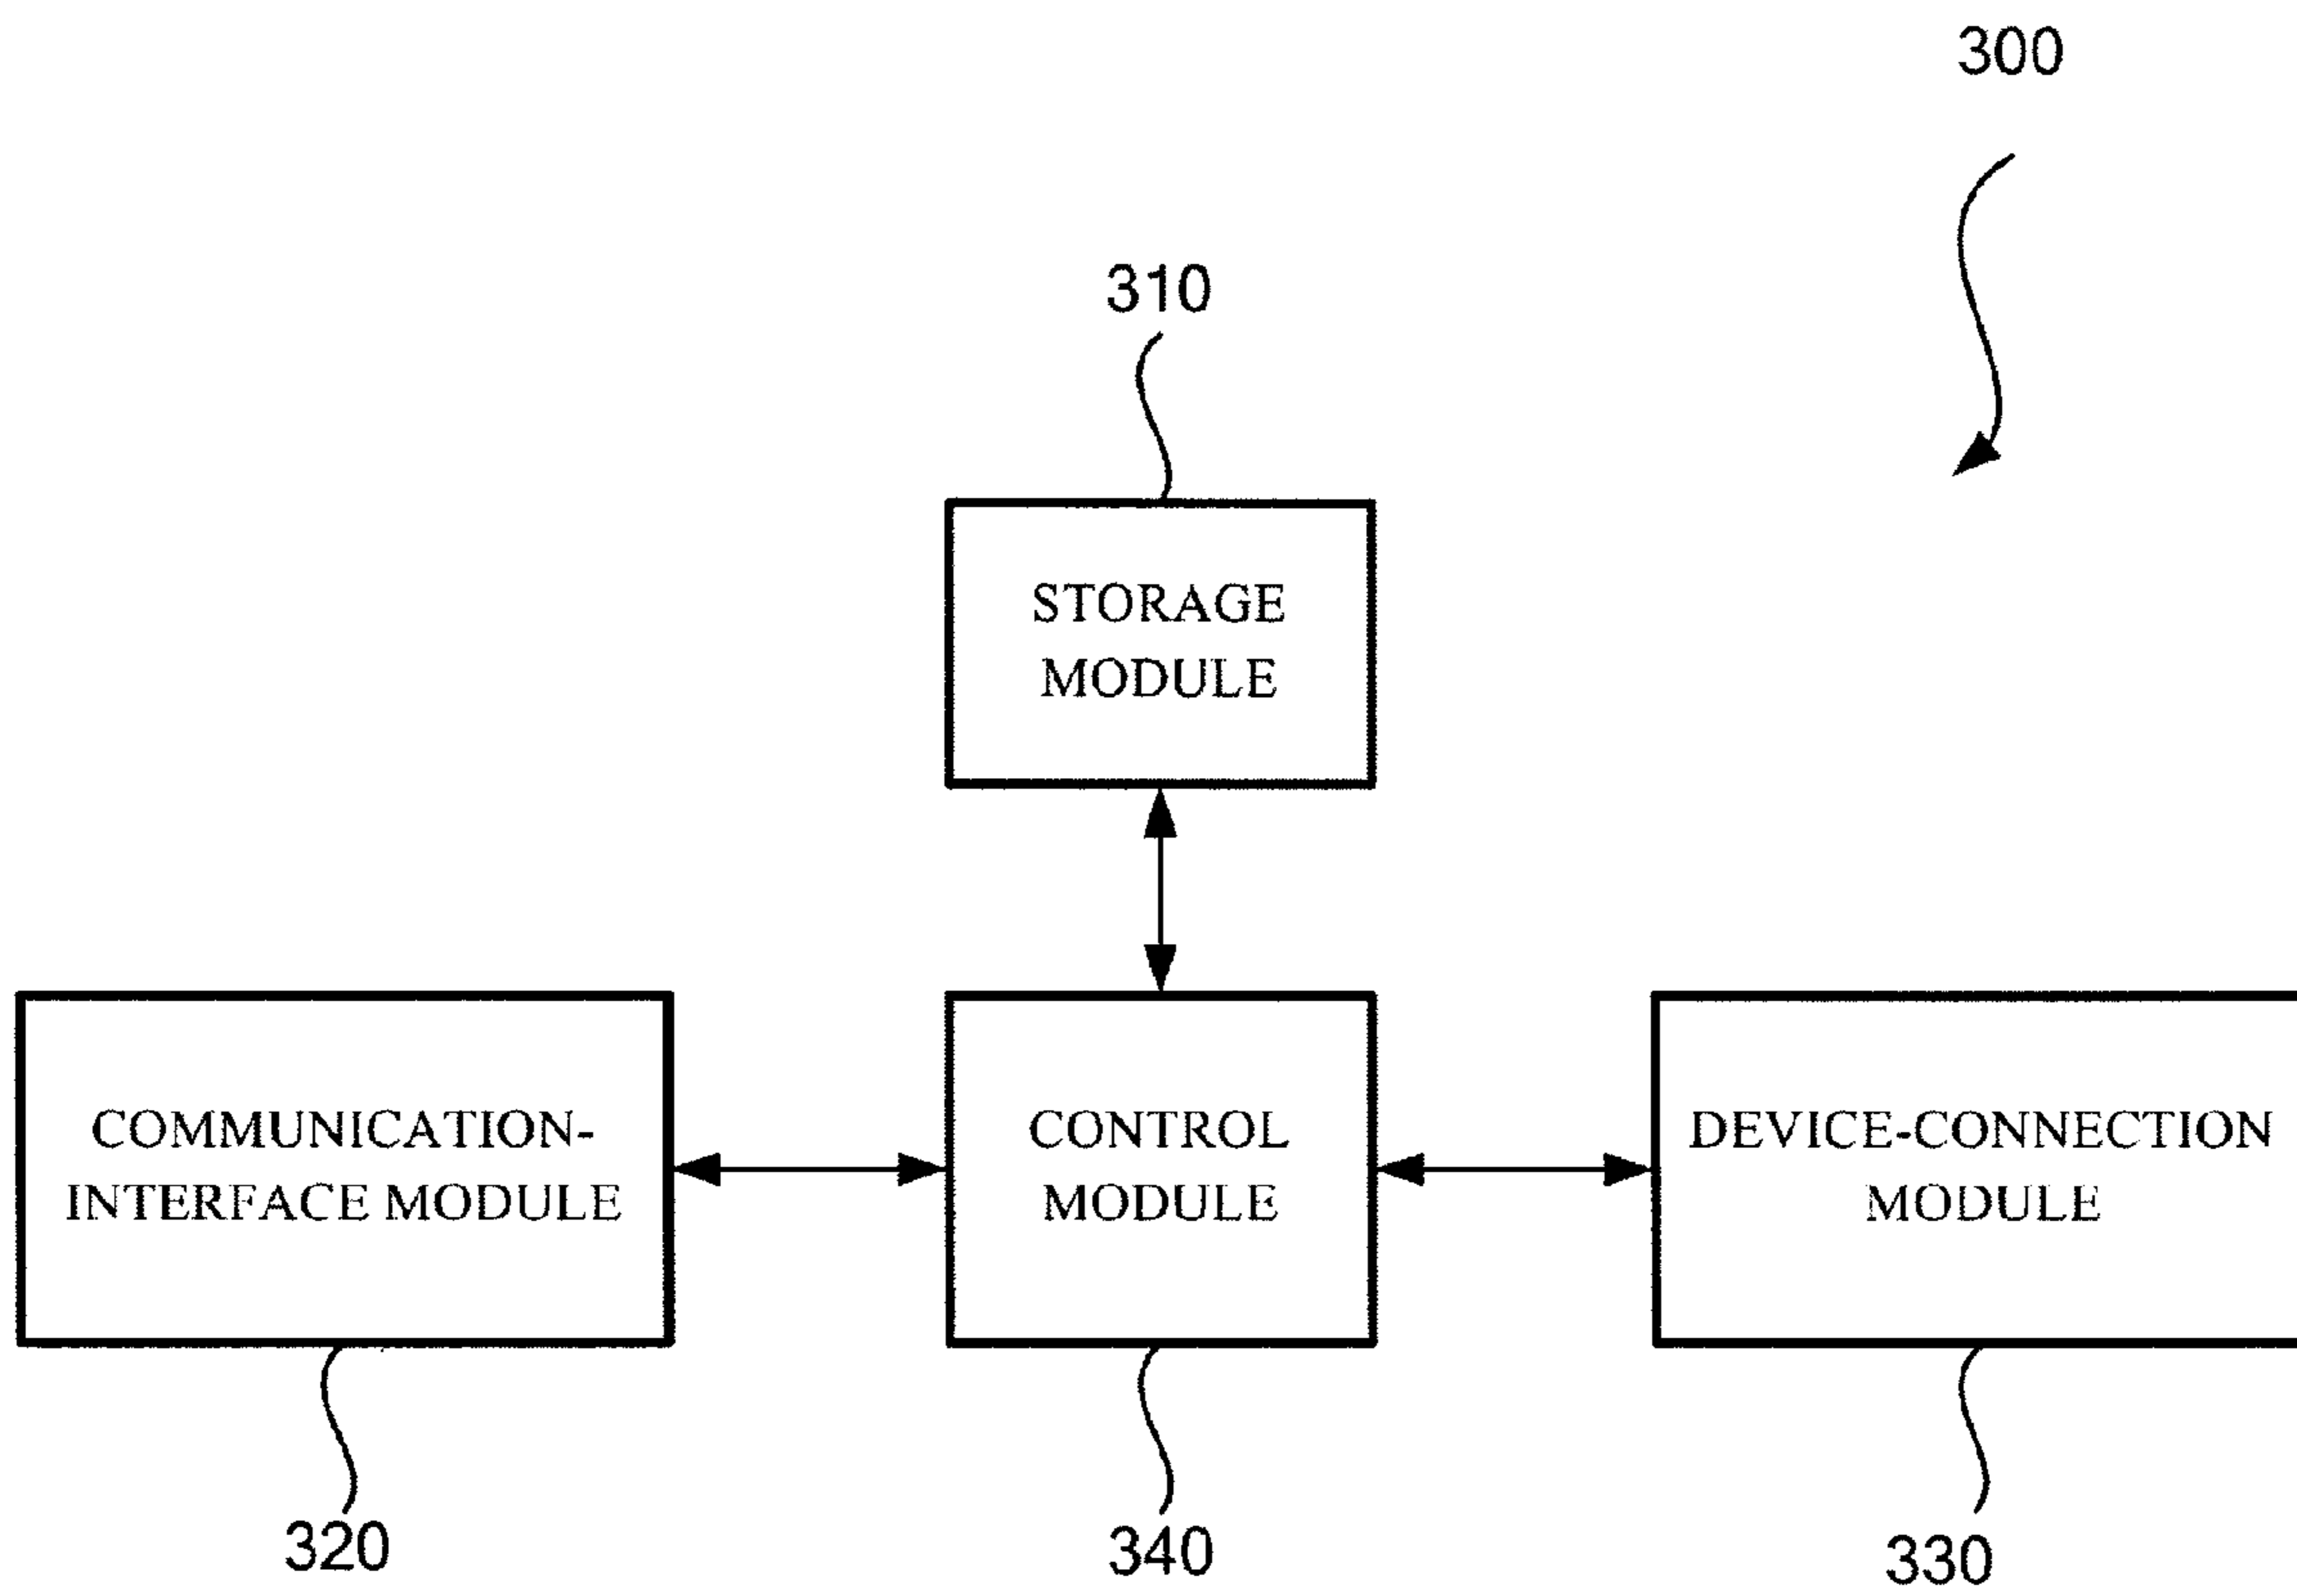 300
310
STORAGE
MODULE
COMMUNICATION-
INTERFACE MODULE
CONTROL
MODULE
DEVICE-CONNECTION
MODULE
320
340
330